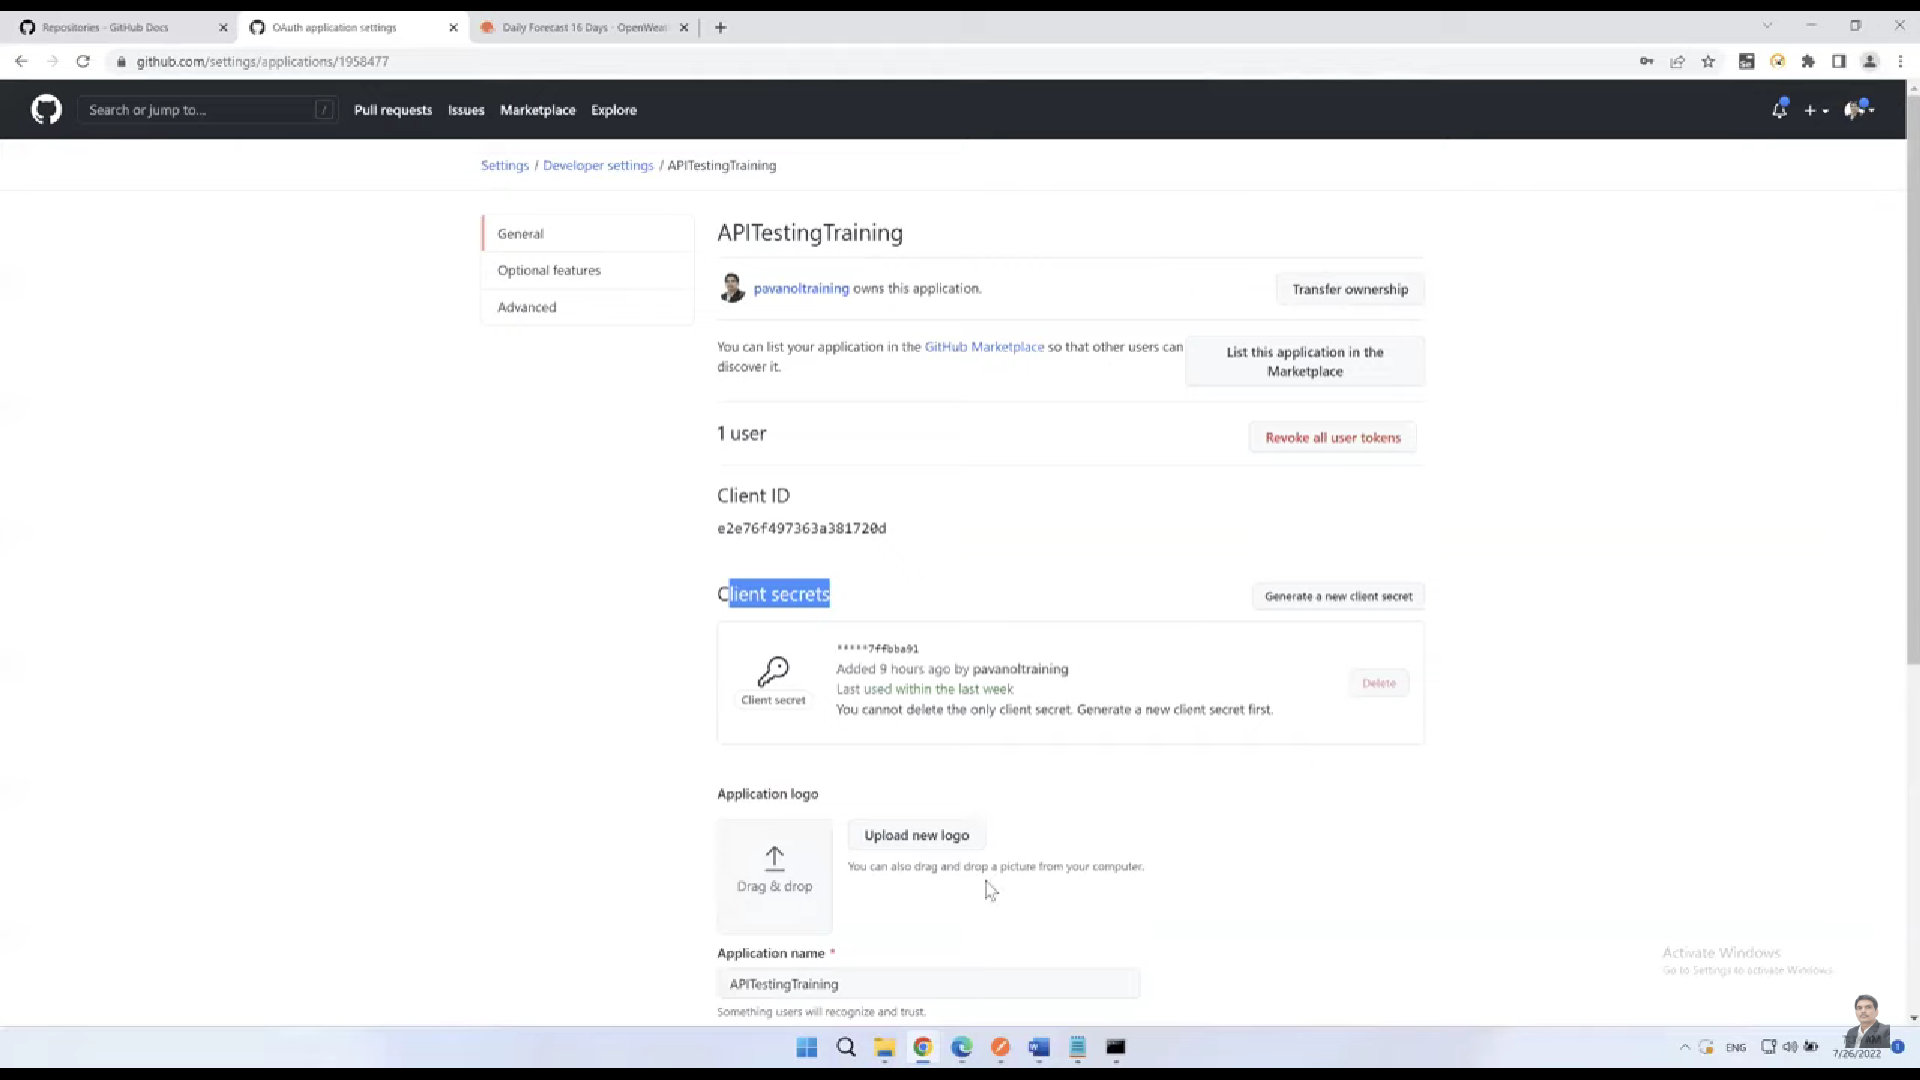 Repositories - GitHub Docs
OAuth application settings
Daily Forecast 16 Days - OpenWeat
github.com/settings/applications/1958477
Search or jump to...
/
Pull requests
Issues
Marketplace
Explore
Settings / Developer settings / APITestingTraining
General
Optional features
Advanced
APITestingTraining
pavanoltraining owns this application.
Transfer ownership
You can list your application in the GitHub Marketplace so that other users can
discover it.
List this application in the
Marketplace
1 user
Revoke all user tokens
Client ID
e2e76f497363a381720d
Client secrets
Generate a new client secret
*****7ffbba91
Added 9 hours ago by pavanoltraining
Last used within the last week
You cannot delete the only client secret. Generate a new client secret first.
Client secret
Delete
Application logo
Drag & drop
Upload new logo
You can also drag and drop a picture from your computer.
Application name *
APITestingTraining
Something users will recognize and trust.
Activate Windows
Go to Settings to activate Windows.
ENG
7/26/2022
1